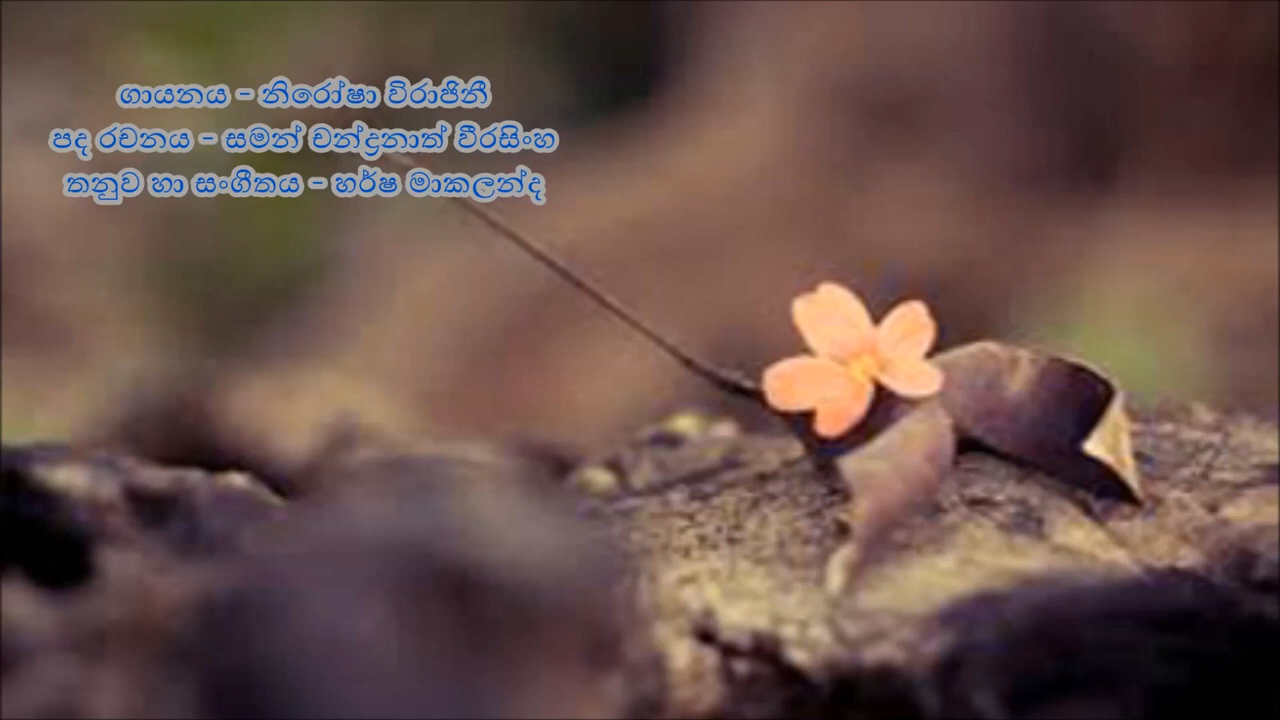 ගායනය - නිරෝෂා විරාජිනී
පද රචනය - සමන් චන්ද්‍රනාත් වීරසිංහ
තනුව හා සංගීතය - හර්ෂ මාකලන්ද